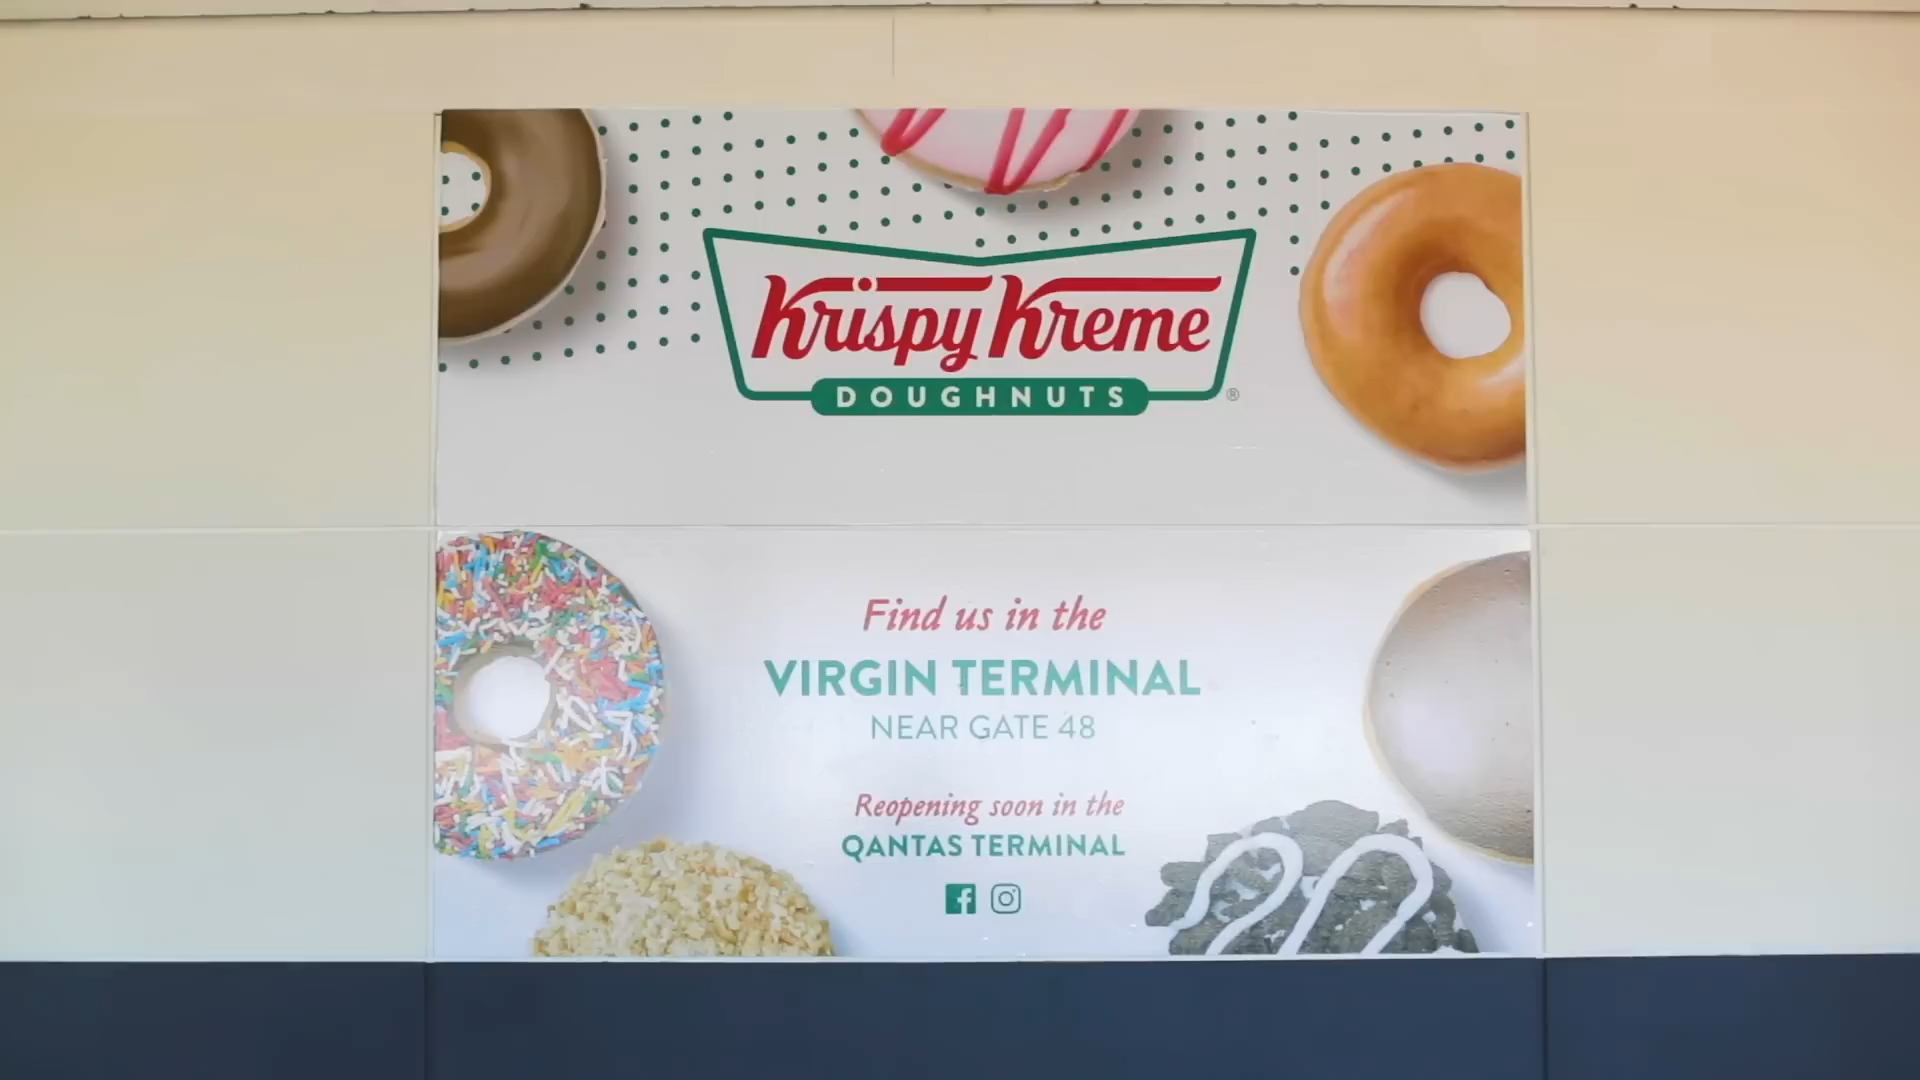 Krispy Kreme
DOUGHNUTS
®
Find us in the
VIRGIN TERMINAL
NEAR GATE 48
Reopening soon in the
QANTAS TERMINAL